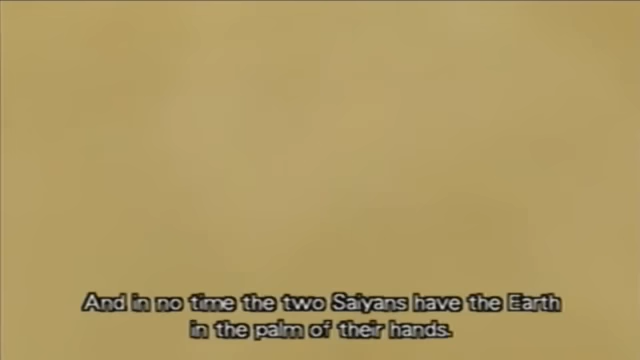 And in no time the two Saiyans have the Earth
in the palm of their hands.